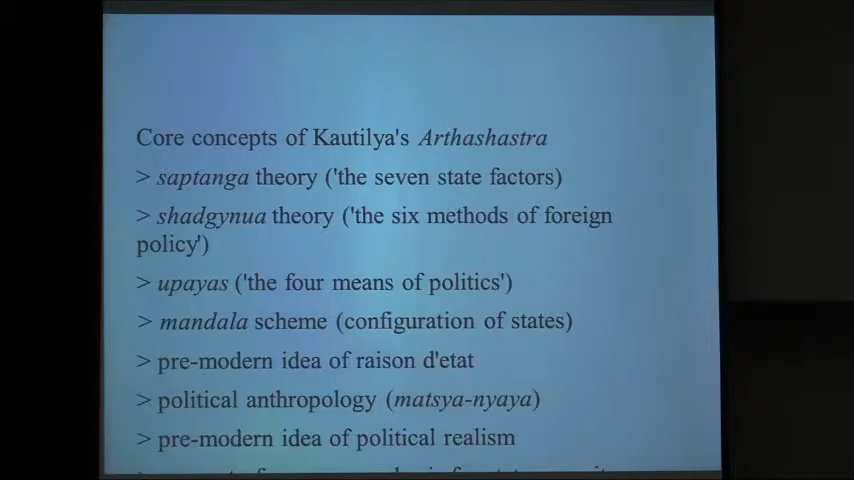 Core concepts of Kautilya's Arthashastra
> saptanga theory ('the seven state factors)
> shadgynua theory ('the six methods of foreign
policy')
> upayas ('the four means of politics')
> mandala scheme (configuration of states)
> pre-modern idea of raison d'etat
> political anthropology (matsya-nyaya)
> pre-modern idea of political realism